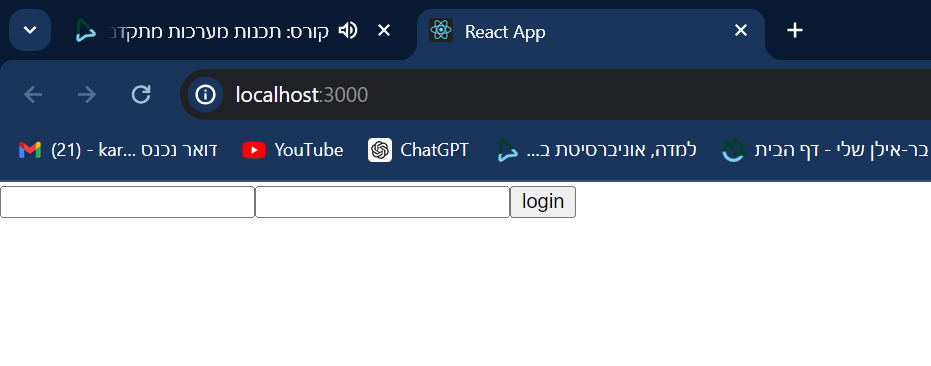 קורס: תכנות מערכות מתקדמ
React App
localhost:3000
דואר נכנס (21) - kar...
YouTube
ChatGPT
למדה, אוניברסיטת ב...
בר-אילן שלי - דף הבית
login